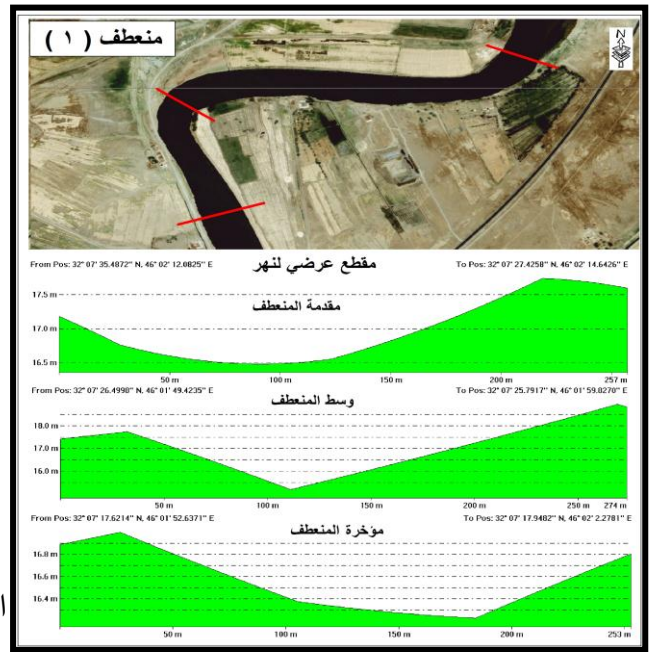 منعطف ( ١ )
N
From Pos: 32° 07' 35.4872" N, 46° 02' 12.0825" E
مقطع عرضي لنهر
To Pos: 32° 07' 27.4258" N, 46° 02' 14.6426" E
مقدمة المنعطف
17.5 m
17.0 m
16.5 m
50 m 100 m 150 m 200 m 257 m
From Pos: 32° 07' 26.4998" N, 46° 01' 49.4235" E
وسط المنعطف
To Pos: 32° 07' 25.7917" N, 46° 01' 59.8270" E
18.0 m
17.0 m
16.0 m
50 m 100 m 150 m 200 m 250 m 274 m
From Pos: 32° 07' 17.6214" N, 46° 01' 52.6371" E
مؤخرة المنعطف
To Pos: 32° 07' 17.9482" N, 46° 02' 2.2781" E
16.8 m
16.6 m
16.4 m
50 m 100 m 150 m 200 m 253 m